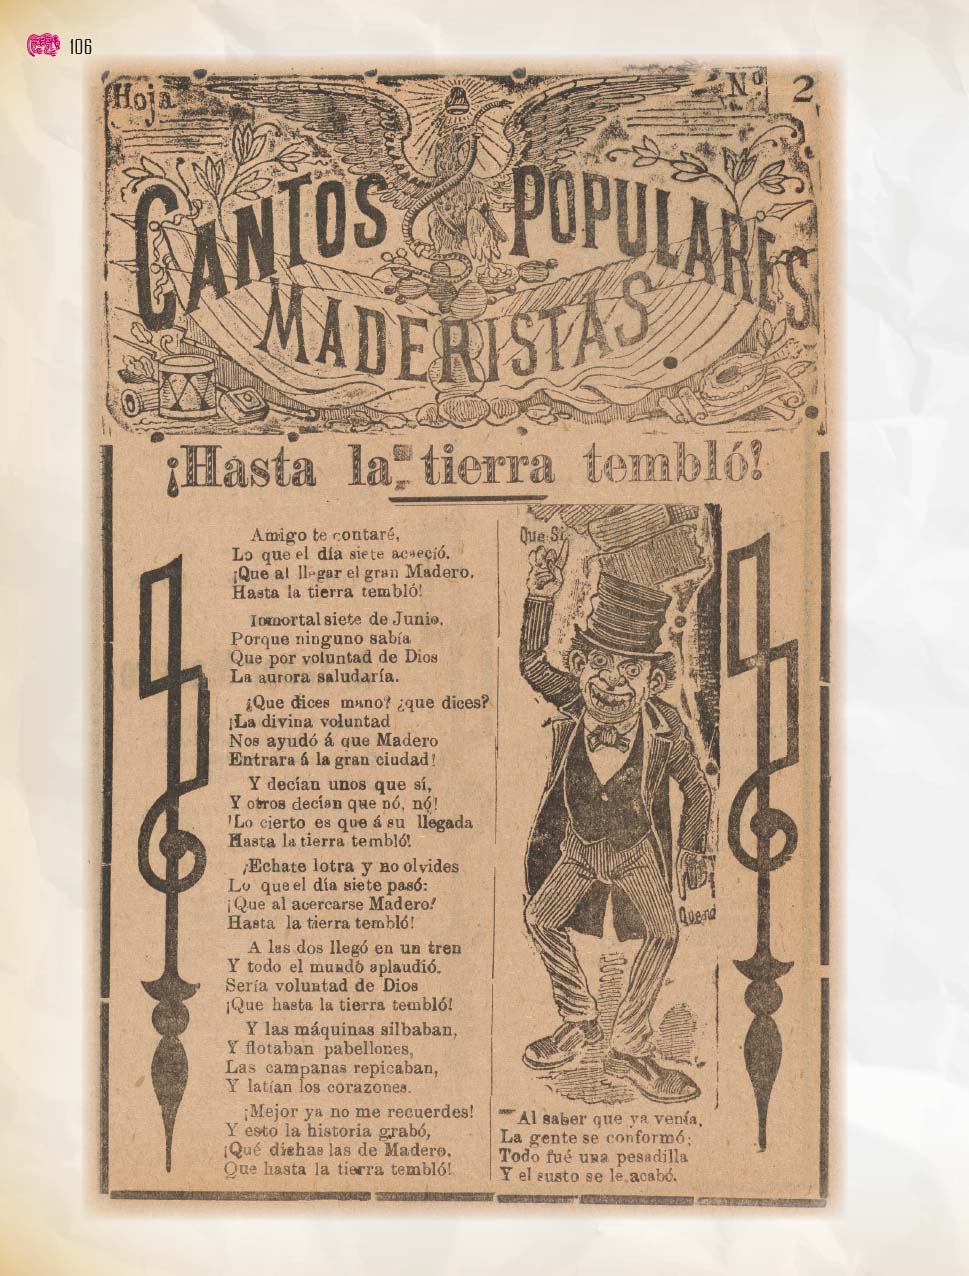 106
Hoja Nº 2
CANTOS POPULARES
MADERISTAS
¡Hasta la tierra tembló!
Amigo te contaré,
Lo que el día siete acaeció.
¡Que al llegar el gran Madero.
Hasta la tierra tembló!
Inmortal siete de Junio,
Porque ninguno sabía
Que por voluntad de Dios
La aurora saludaría.
¿Que dices mano? ¿que dices?
¡La divina voluntad
Nos ayudó á que Madero
Entrara á la gran ciudad!
Y decían unos que sí,
Y otros decían que nó, nó!
'Lo cierto es que á su llegada
Hasta la tierra tembló!
¡Echate lotra y no olvides
Lo que el día siete pasó:
¡Que al acercarse Madero!
Hasta la tierra tembló!
A las dos llegó en un tren
Y todo el mundó aplaudió.
Sería voluntad de Dios
¡Que hasta la tierra tembló!
Y las máquinas silbaban,
Y flotaban pabellones,
Las campanas repicaban,
Y latían los corazones.
¡Mejor ya no me recuerdes!
Y esto la historia grabó,
¡Qué dichas las de Madero.
Que hasta la tierra tembló!
Que Si
Que no
Al saber que ya venía,
La gente se conformó;
Todo fué una pesadilla
Y el susto se le acabó.